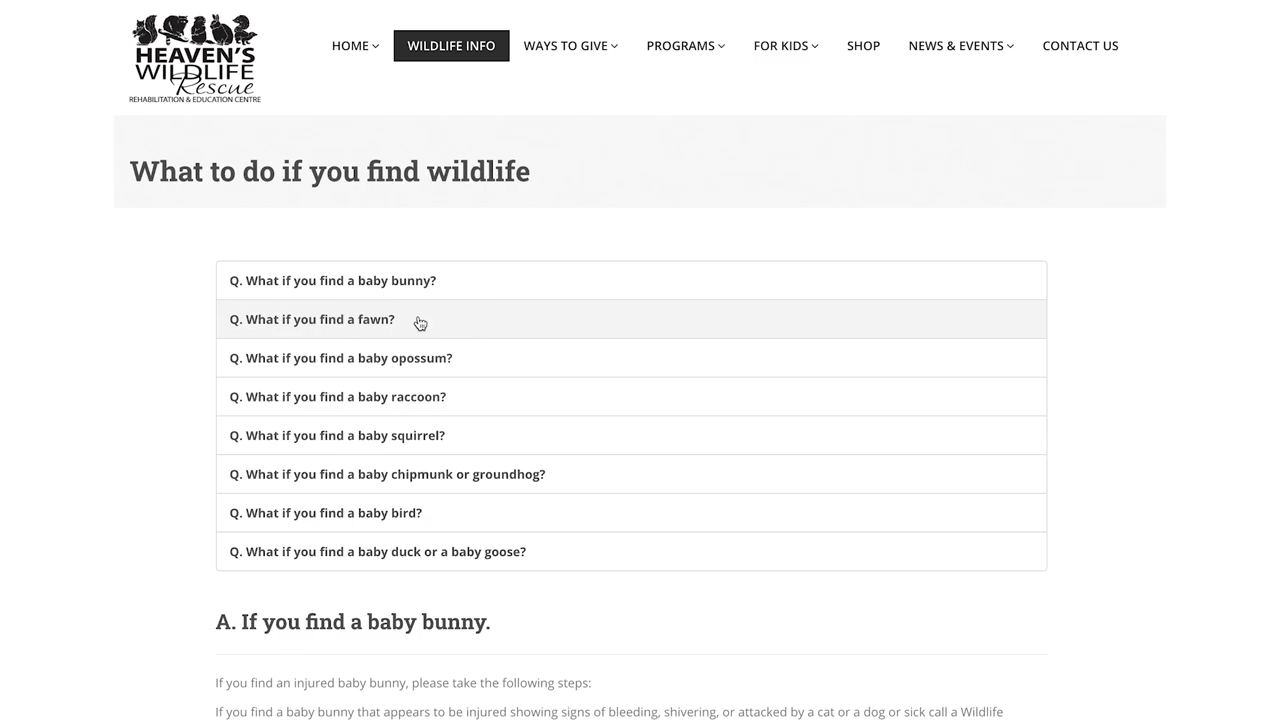 HEAVEN'S
WILDLIFE
Rescue
REHABILITATION & EDUCATION CENTRE
HOME
WILDLIFE INFO
WAYS TO GIVE
PROGRAMS
FOR KIDS
SHOP
NEWS & EVENTS
CONTACT US
What to do if you find wildlife
Q. What if you find a baby bunny?
Q. What if you find a fawn?
Q. What if you find a baby opossum?
Q. What if you find a baby raccoon?
Q. What if you find a baby squirrel?
Q. What if you find a baby chipmunk or groundhog?
Q. What if you find a baby bird?
Q. What if you find a baby duck or a baby goose?
A. If you find a baby bunny.
If you find an injured baby bunny, please take the following steps:
If you find a baby bunny that appears to be injured showing signs of bleeding, shivering, or attacked by a cat or a dog or sick call a Wildlife